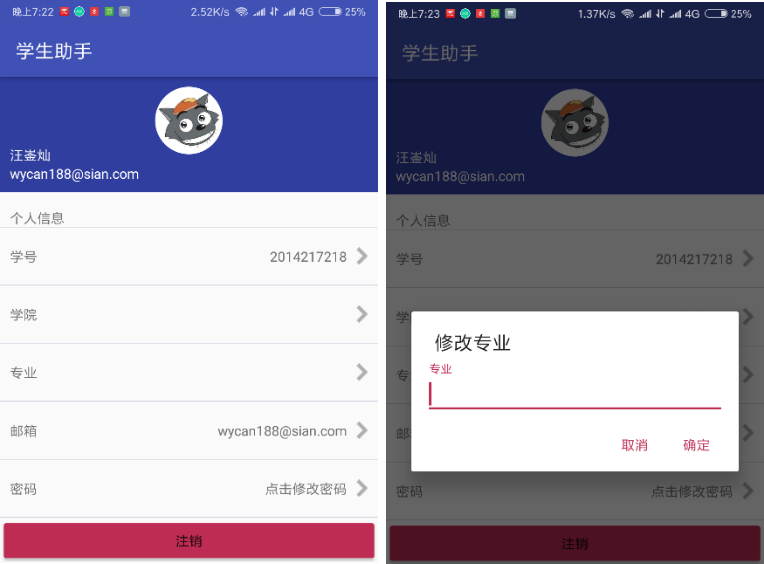 晚上7:22
2.52K/s
4G
25%
学生助手
汪崟灿
wycan188@sian.com
个人信息
学号
2014217218
学院
专业
邮箱
wycan188@sian.com
密码
点击修改密码
注销
晚上7:23
1.37K/s
4G
25%
学生助手
汪崟灿
wycan188@sian.com
个人信息
学号
2014217218
学
修改专业
专业
取消
确定
专
邮
密码
点击修改密码
注销